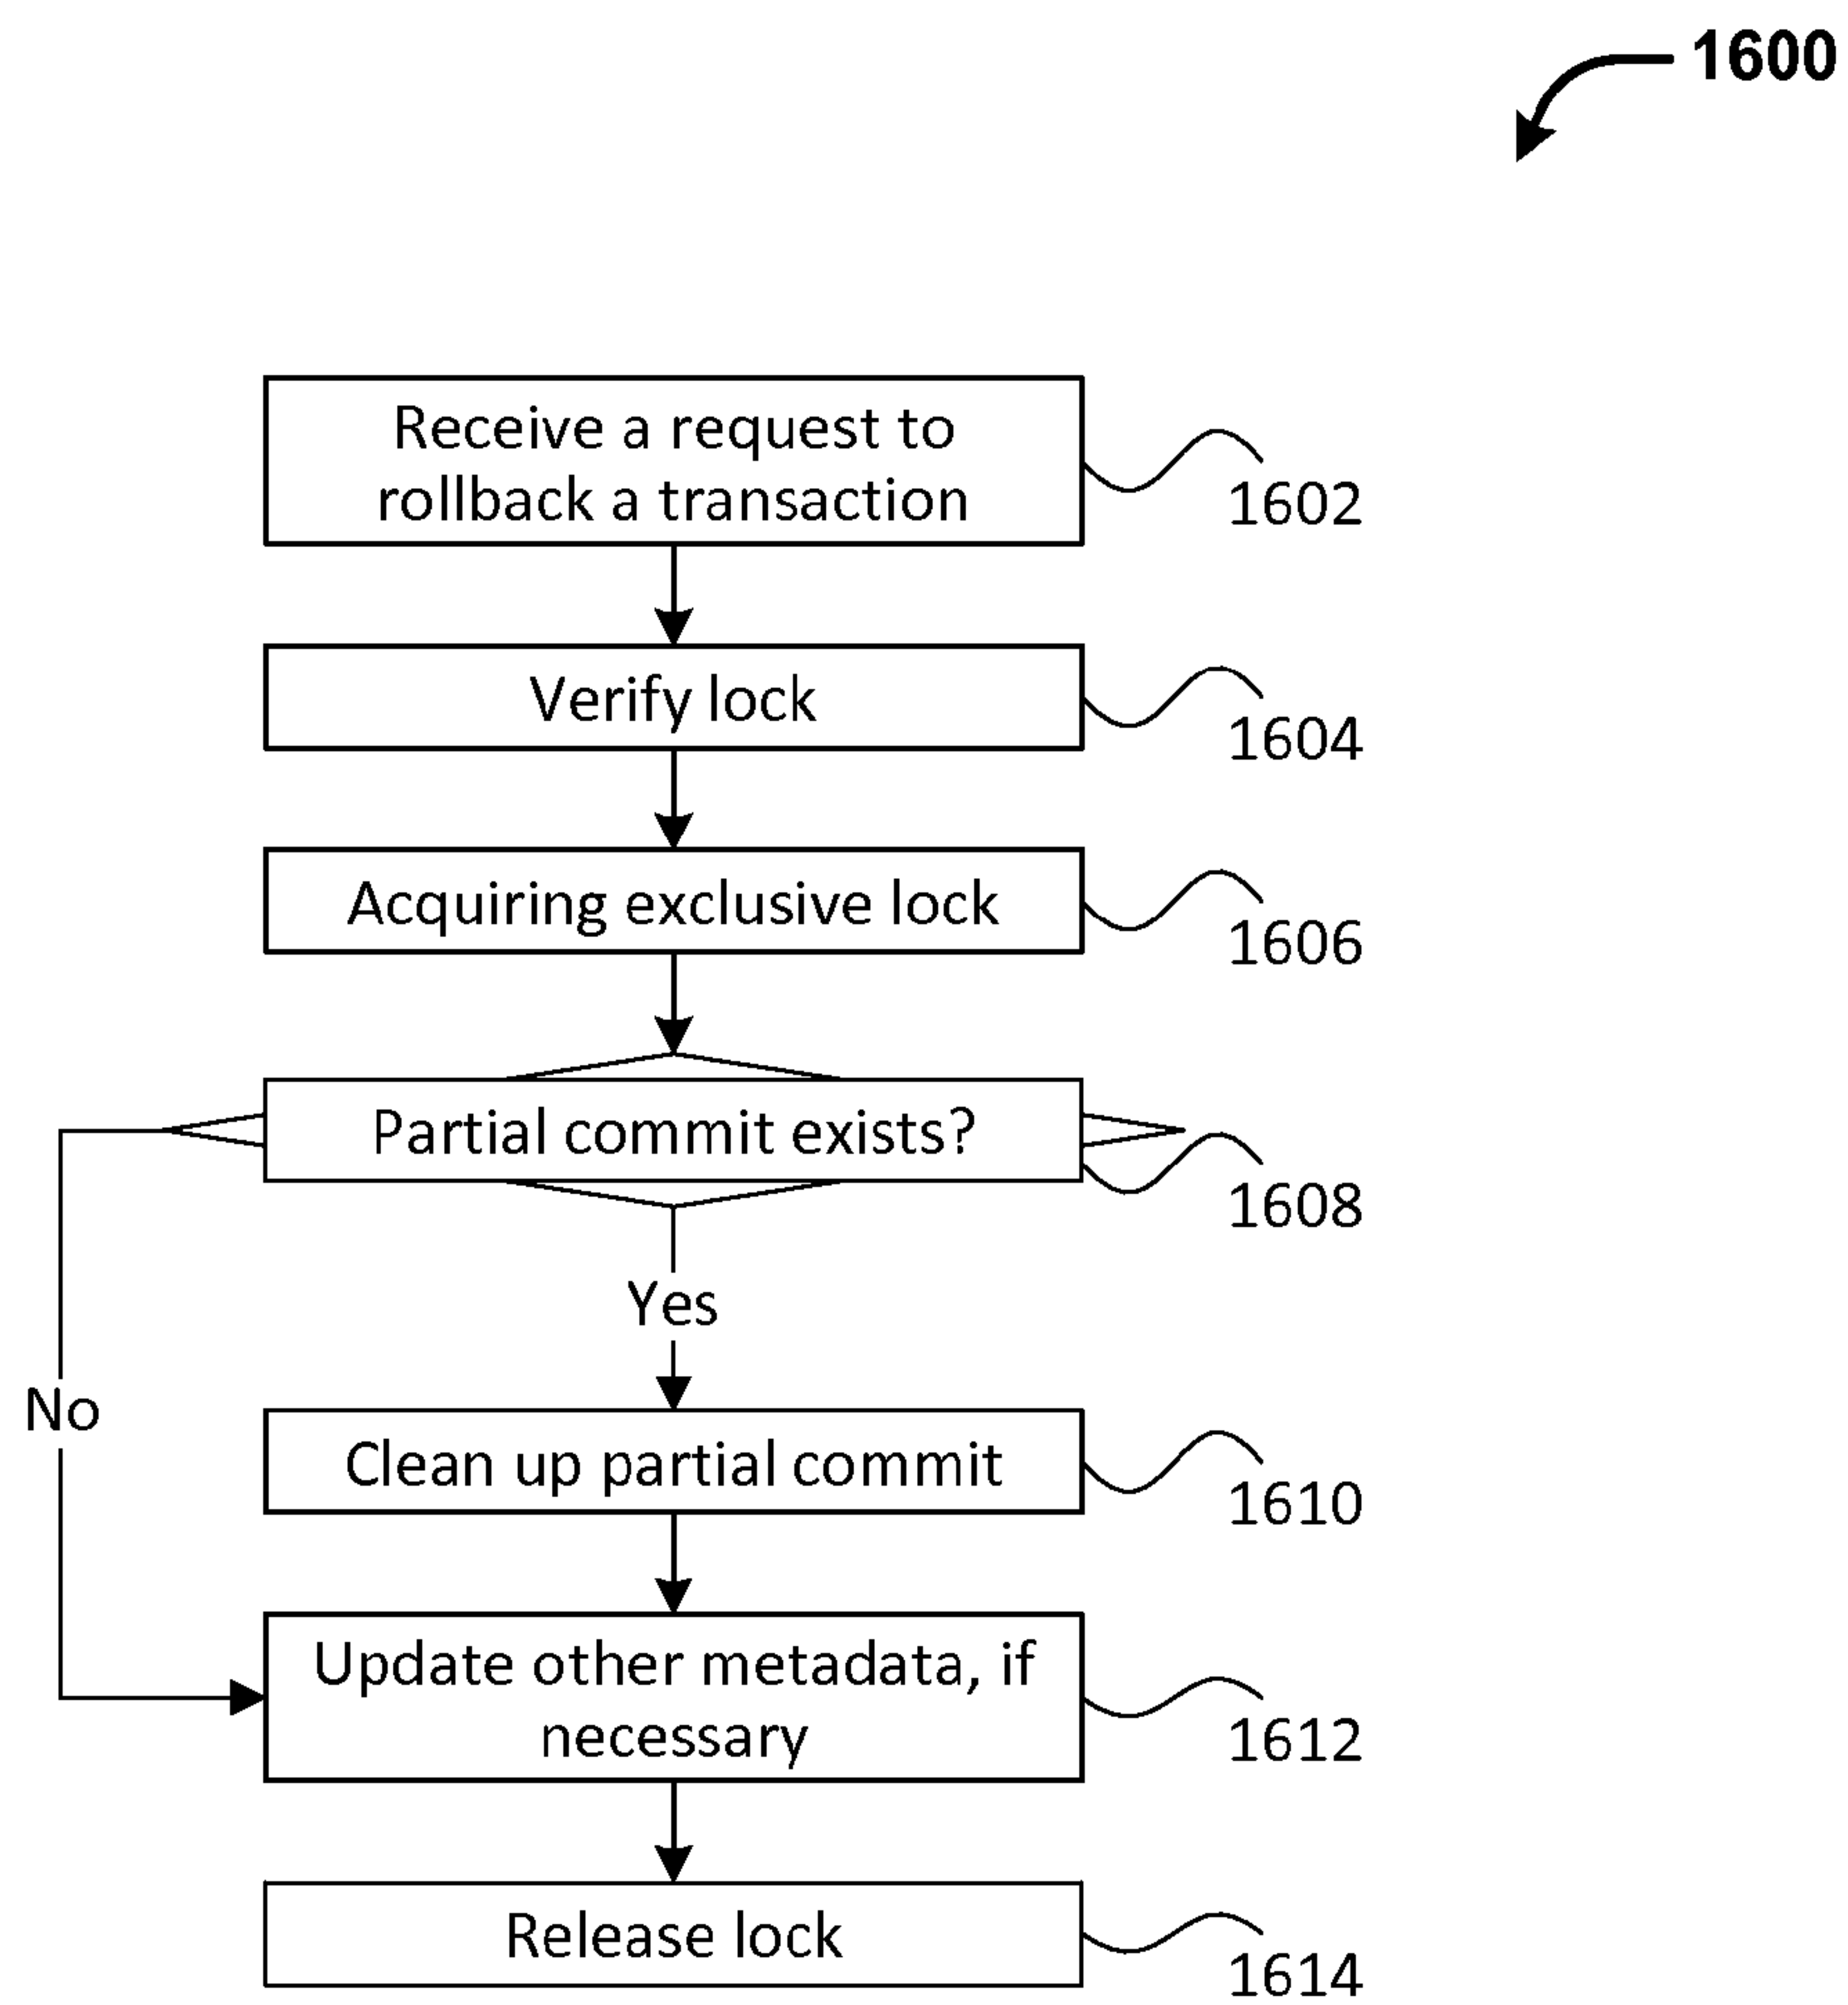 1600
Receive a request to
rollback a transaction
1602
Verify lock
1604
Acquiring exclusive lock
1606
Partial commit exists?
1608
Yes
No
Clean up partial commit
1610
Update other metadata, if
necessary
1612
Release lock
1614